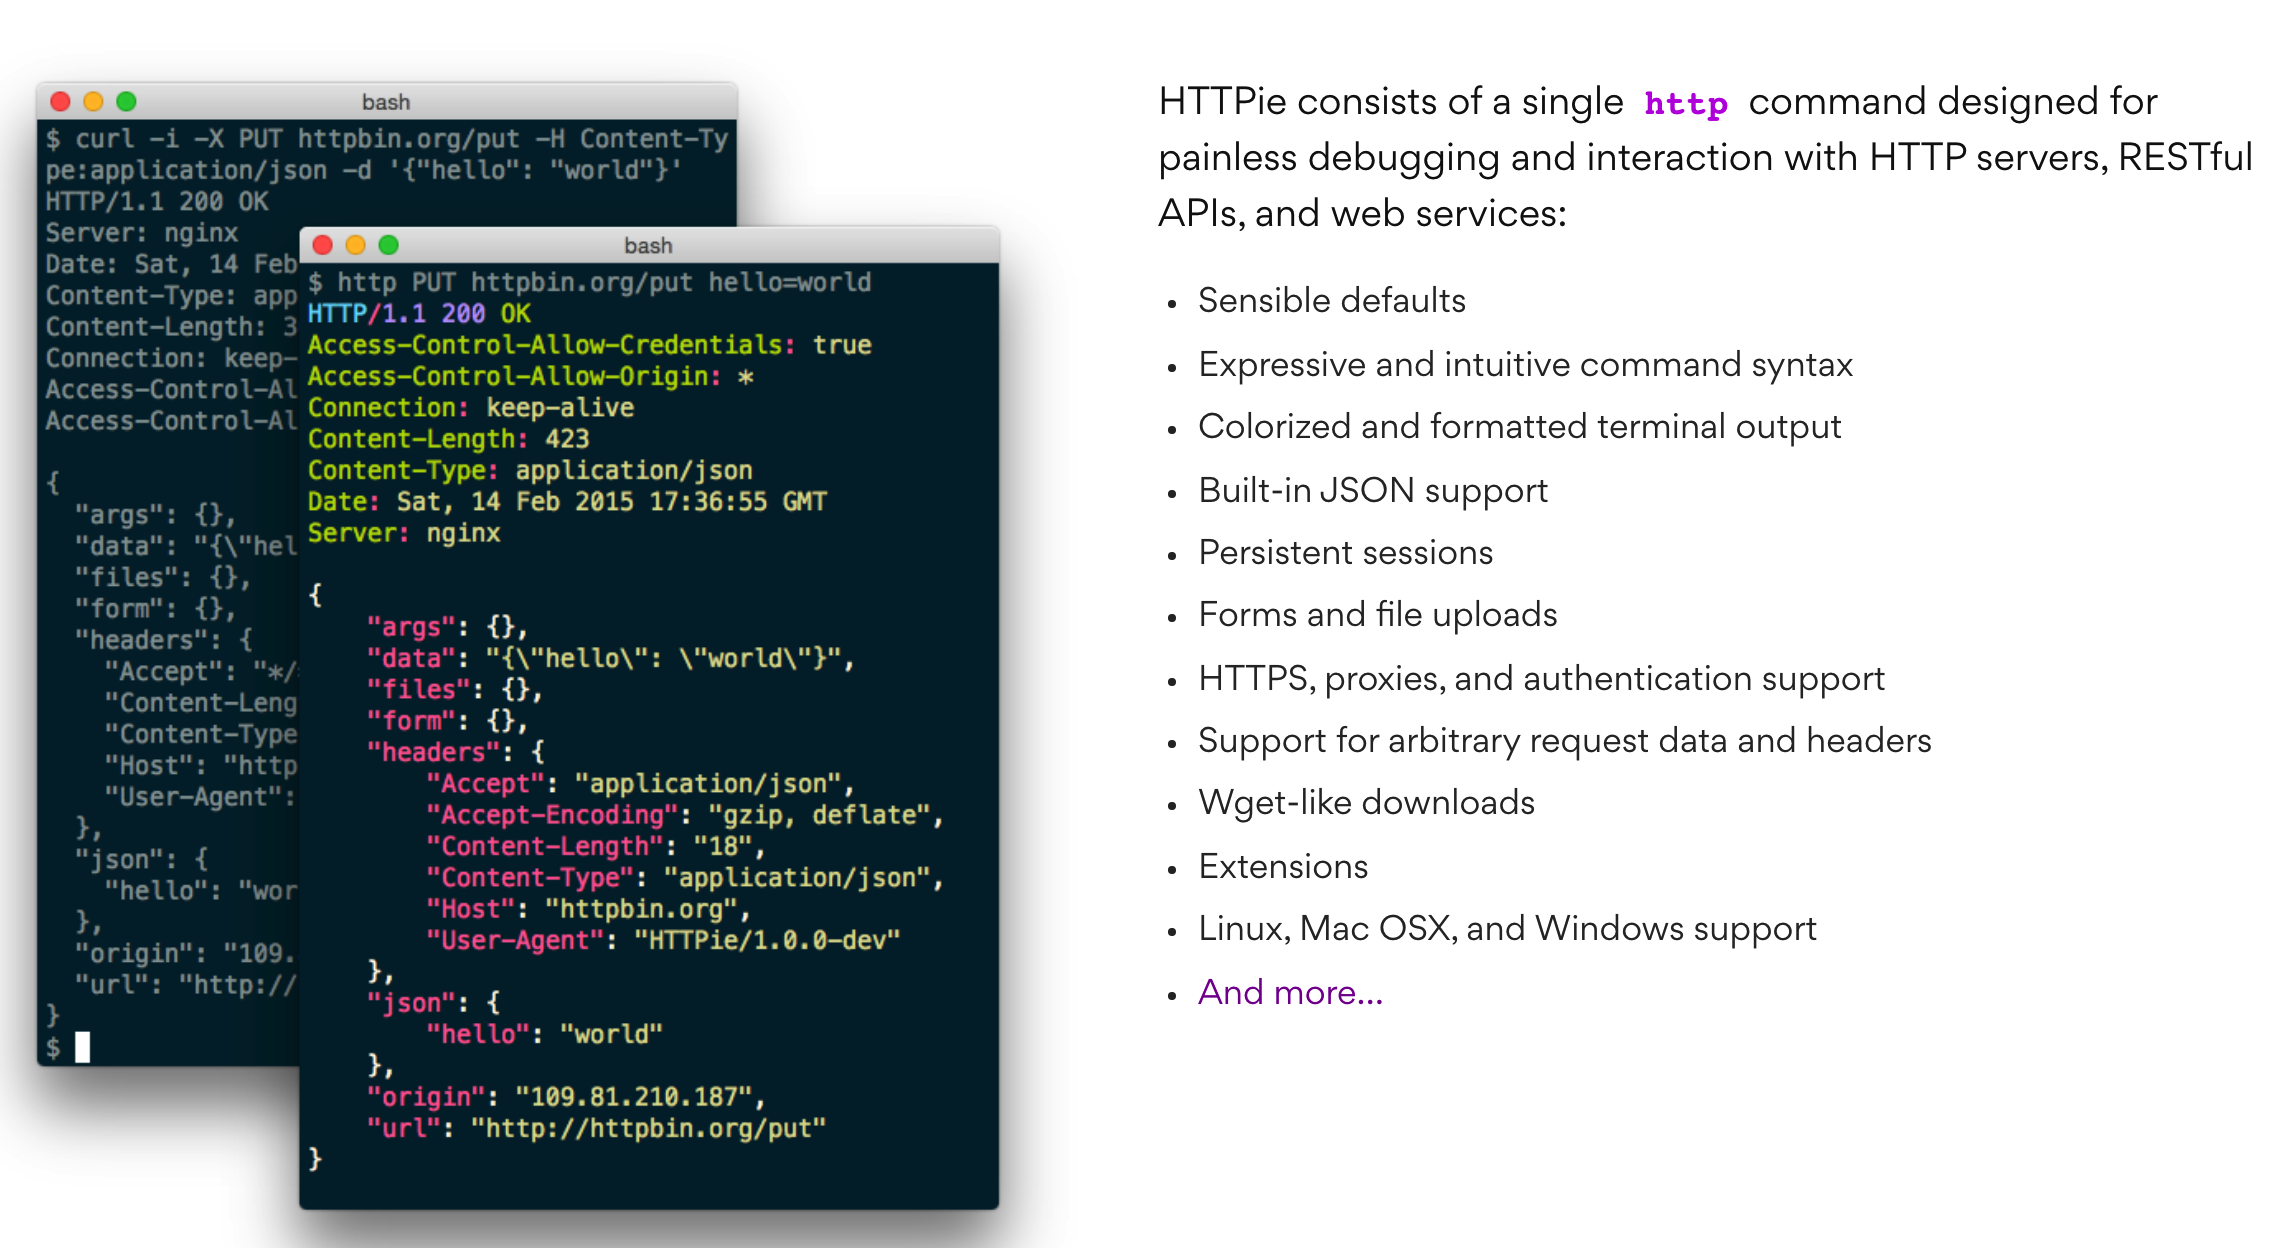 bash
$ curl -i -X PUT httpbin.org/put -H Content-Ty
pe:application/json -d '{"hello": "world"}'
HTTP/1.1 200 OK
Server: nginx
Date: Sat, 14 Feb
Content-Type: app
Content-Length: 3
Connection: keep-
Access-Control-Al
Access-Control-Al
{
"args": {},
"data": "{\"hel
"files": {},
"form": {},
"headers": {
"Accept": "*/
"Content-Leng
"Content-Type
"Host": "http
"User-Agent":
},
"json": {
"hello": "wor
},
"origin": "109.
"url": "http://
}
$
bash
$ http PUT httpbin.org/put hello=world
HTTP/1.1 200 OK
Access-Control-Allow-Credentials: true
Access-Control-Allow-Origin: *
Connection: keep-alive
Content-Length: 423
Content-Type: application/json
Date: Sat, 14 Feb 2015 17:36:55 GMT
Server: nginx
{
"args": {},
"data": "{\"hello\": \"world\"}",
"files": {},
"form": {},
"headers": {
"Accept": "application/json",
"Accept-Encoding": "gzip, deflate",
"Content-Length": "18",
"Content-Type": "application/json",
"Host": "httpbin.org",
"User-Agent": "HTTPie/1.0.0-dev"
},
"json": {
"hello": "world"
},
"origin": "109.81.210.187",
"url": "http://httpbin.org/put"
}
HTTPie consists of a single http command designed for
painless debugging and interaction with HTTP servers, RESTful
APIs, and web services:
• Sensible defaults
• Expressive and intuitive command syntax
• Colorized and formatted terminal output
• Built-in JSON support
• Persistent sessions
• Forms and file uploads
• HTTPS, proxies, and authentication support
• Support for arbitrary request data and headers
• Wget-like downloads
• Extensions
• Linux, Mac OSX, and Windows support
• And more...